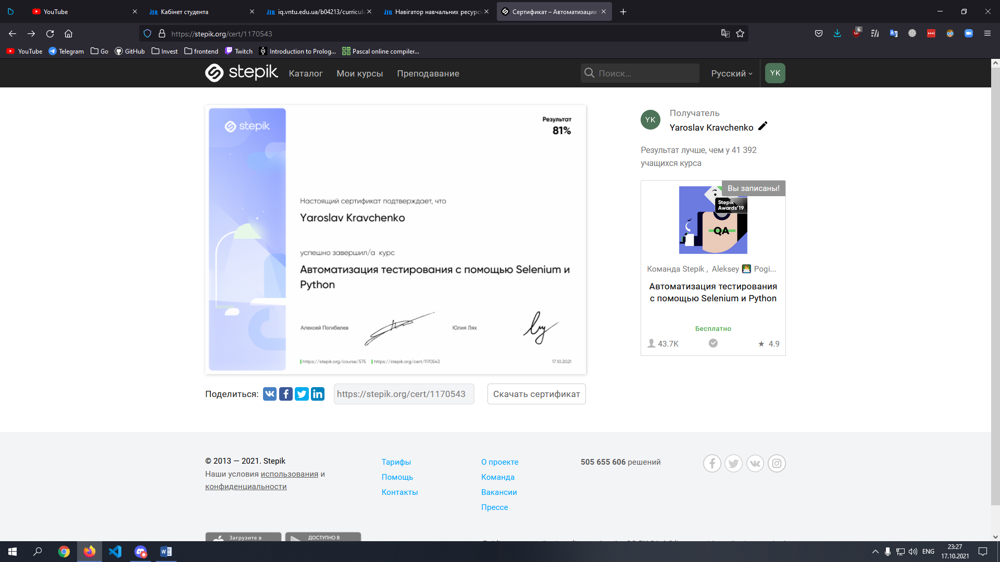 YouTube
Кабінет студента
iq.vntu.edu.ua/b04213/curricul
Навігатор навчальних ресурсі
Сертификат – Автоматизация
https://stepik.org/cert/1170543
6
YouTube
Telegram
Go
GitHub
Invest
frontend
Twitch
Introduction to Prolog...
Pascal online compiler...
stepik
Каталог
Мои курсы
Преподавание
Поиск...
Русский
YK
stepik
Результат
81%
Настоящий сертификат подтверждает, что
Yaroslav Kravchenko
успешно завершил/а курс
Автоматизация тестирования с помощью Selenium и
Python
Алексей Погибелев
Юлия Лях
https://stepik.org/course/575
https://stepik.org/cert/1170543
17.10.2021
YK
Получатель
Yaroslav Kravchenko
Результат лучше, чем у 41 392
учащихся курса
Вы записаны!
Stepik
Awards'19
QA
Команда Stepik , Aleksey Pogi...
Автоматизация тестирования
с помощью Selenium и Python
Бесплатно
43.7K
4.9
Поделиться:
https://stepik.org/cert/1170543
Скачать сертификат
© 2013 — 2021. Stepik
Наши условия использования и
конфиденциальности
Тарифы
Помощь
Контакты
О проекте
Команда
Вакансии
Прессе
505 655 606 решений
Загрузите в
ДОСТУПНО В
ENG
23:27
17.10.2021